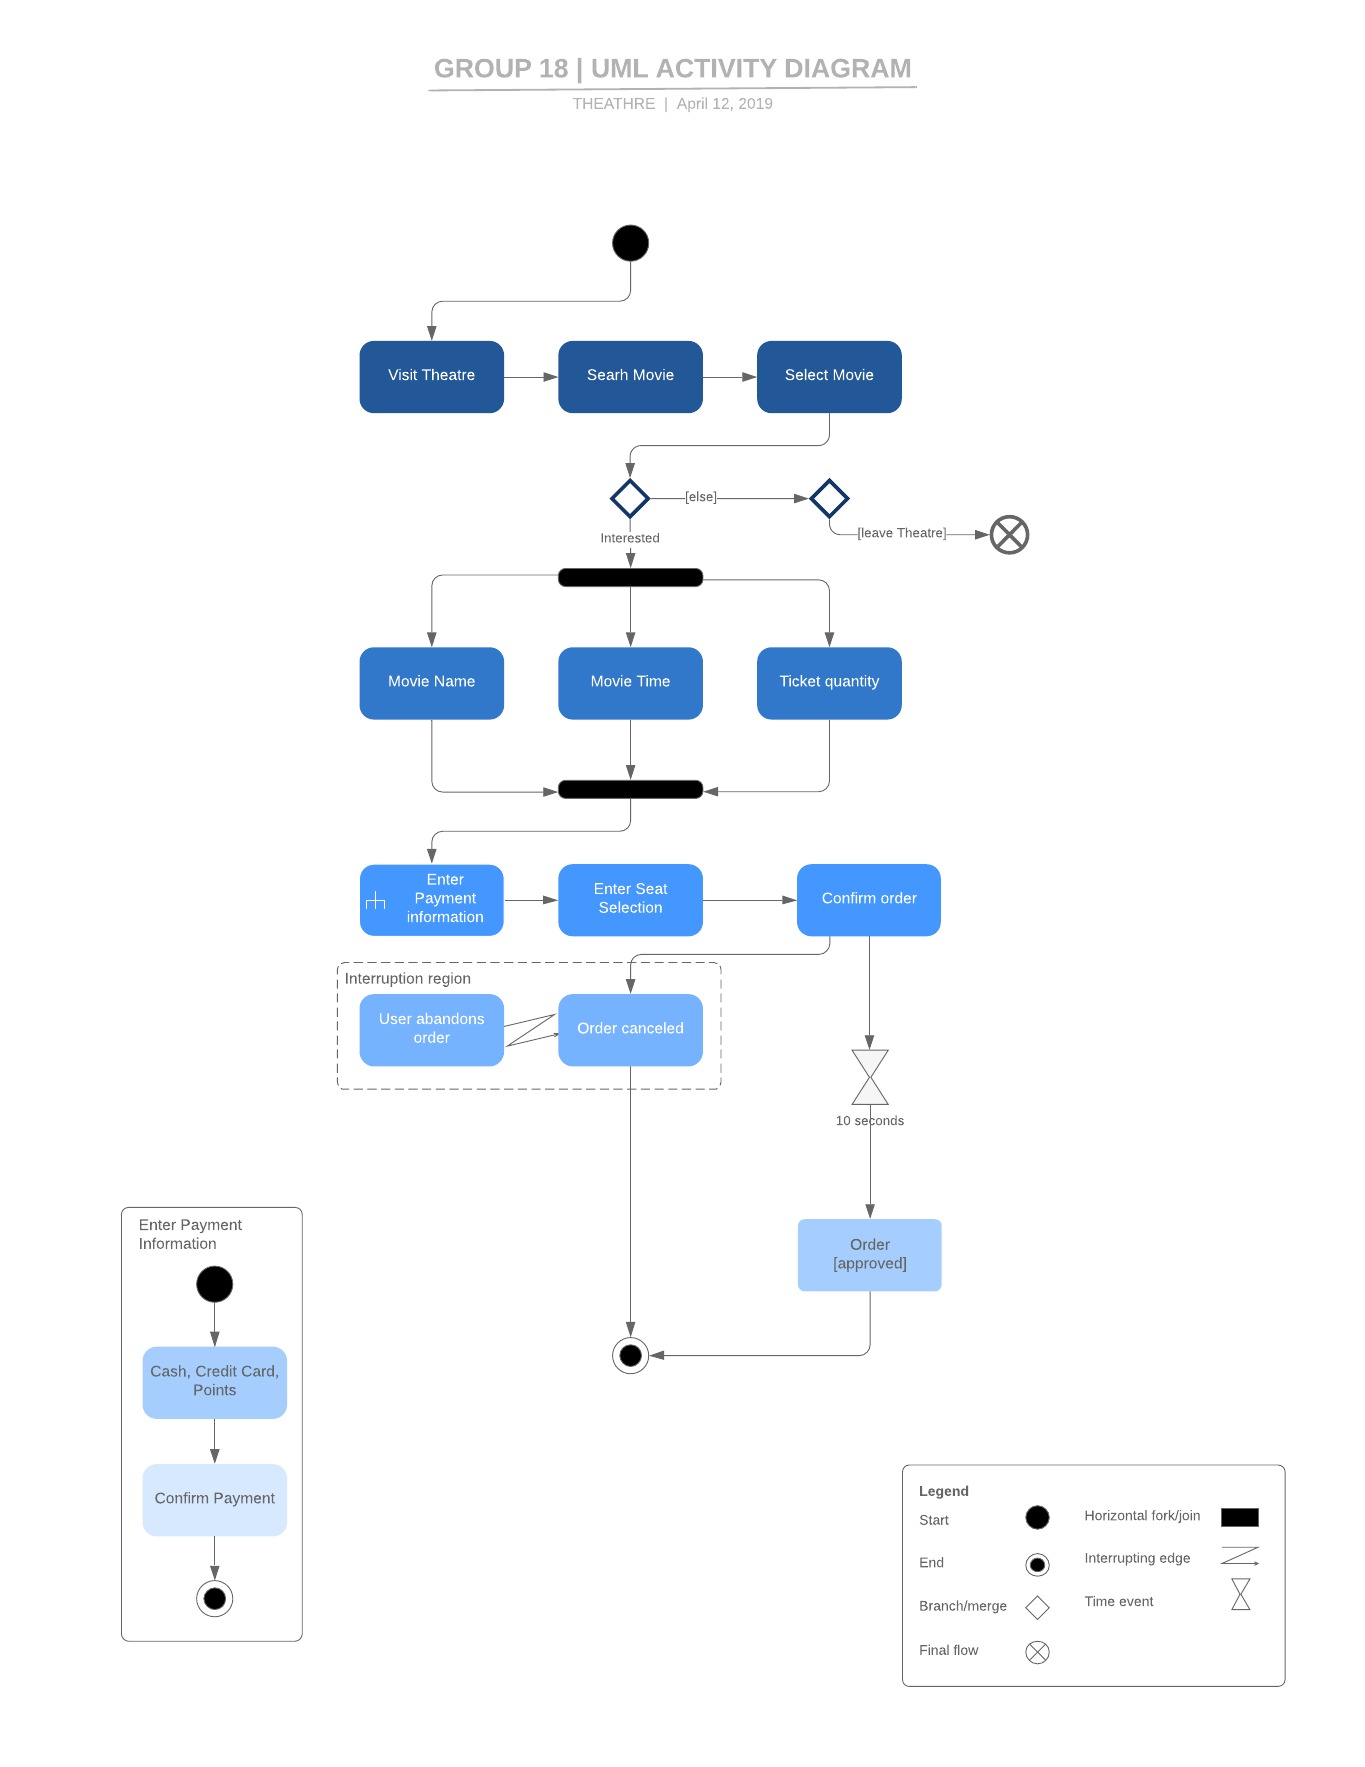 GROUP 18 | UML ACTIVITY DIAGRAM
THEATHRE | April 12, 2019
Visit Theatre
Searh Movie
Select Movie
[else]
[leave Theatre]
Interested
Movie Name
Movie Time
Ticket quantity
Enter
Payment
information
Enter Seat
Selection
Confirm order
Interruption region
User abandons
order
Order canceled
10 seconds
Order
[approved]
Enter Payment
Information
Cash, Credit Card,
Points
Confirm Payment
Legend
Start
End
Branch/merge
Final flow
Horizontal fork/join
Interrupting edge
Time event